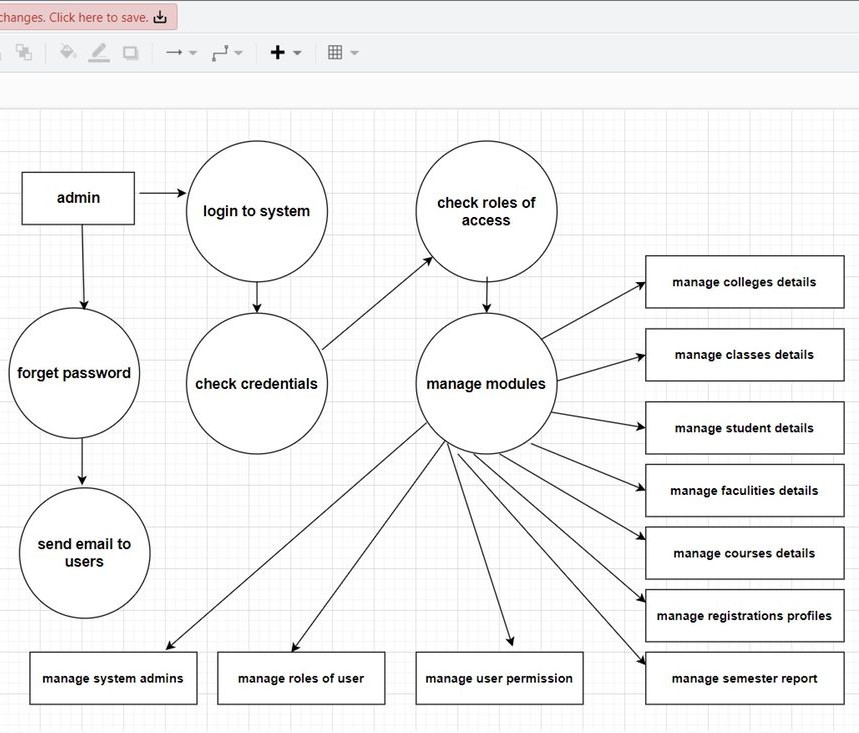 changes. Click here to save.
admin
login to system
check roles of
access
forget password
check credentials
manage modules
send email to
users
manage colleges details
manage classes details
manage student details
manage faculities details
manage courses details
manage registrations profiles
manage semester report
manage system admins
manage roles of user
manage user permission